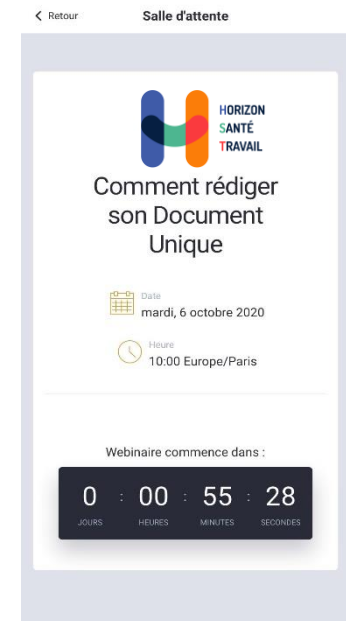 Retour
Salle d'attente
HORIZON
SANTÉ
TRAVAIL
Comment rédiger
son Document
Unique
Date
mardi, 6 octobre 2020
Heure
10:00 Europe/Paris
Webinaire commence dans :
0 : 00 : 55 : 28
JOURS HEURES MINUTES SECONDES